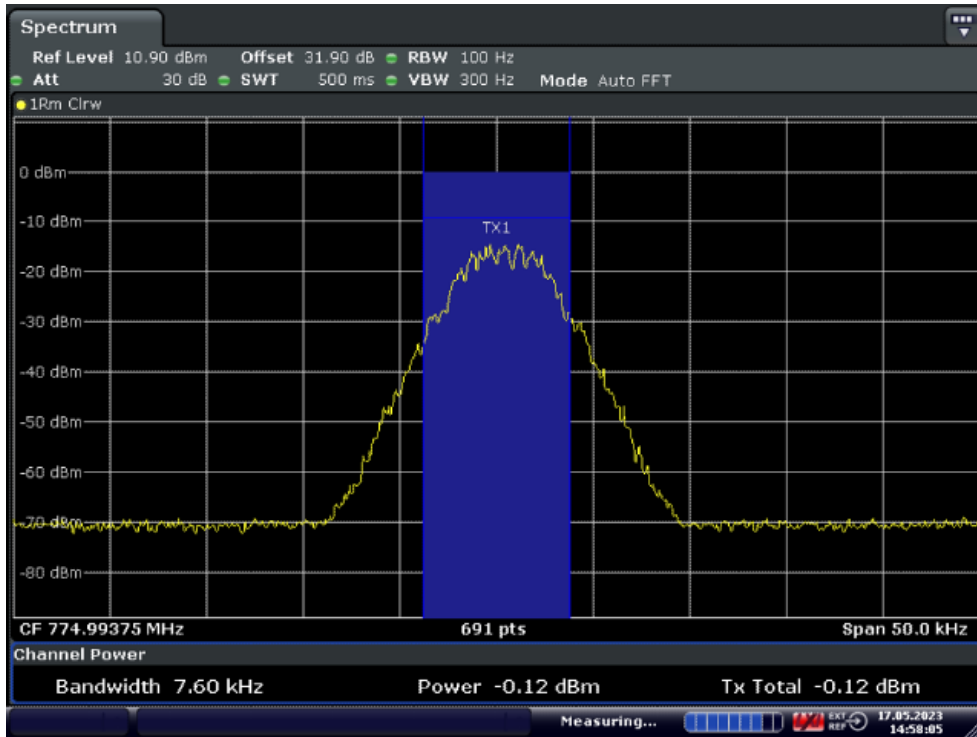 Spectrum
Ref Level 10.90 dBm Offset 31.90 dB RBW 100 Hz
Att 30 dB SWT 500 ms VBW 300 Hz Mode Auto FFT
1Rm Clrw
0 dBm
-10 dBm
TX1
-20 dBm
-30 dBm
-40 dBm
-50 dBm
-60 dBm
-70 dBm
-80 dBm
CF 774.99375 MHz 691 pts Span 50.0 kHz
Channel Power
Bandwidth 7.60 kHz Power -0.12 dBm Tx Total -0.12 dBm
Measuring... EXT REF 17.05.2023
14:58:05